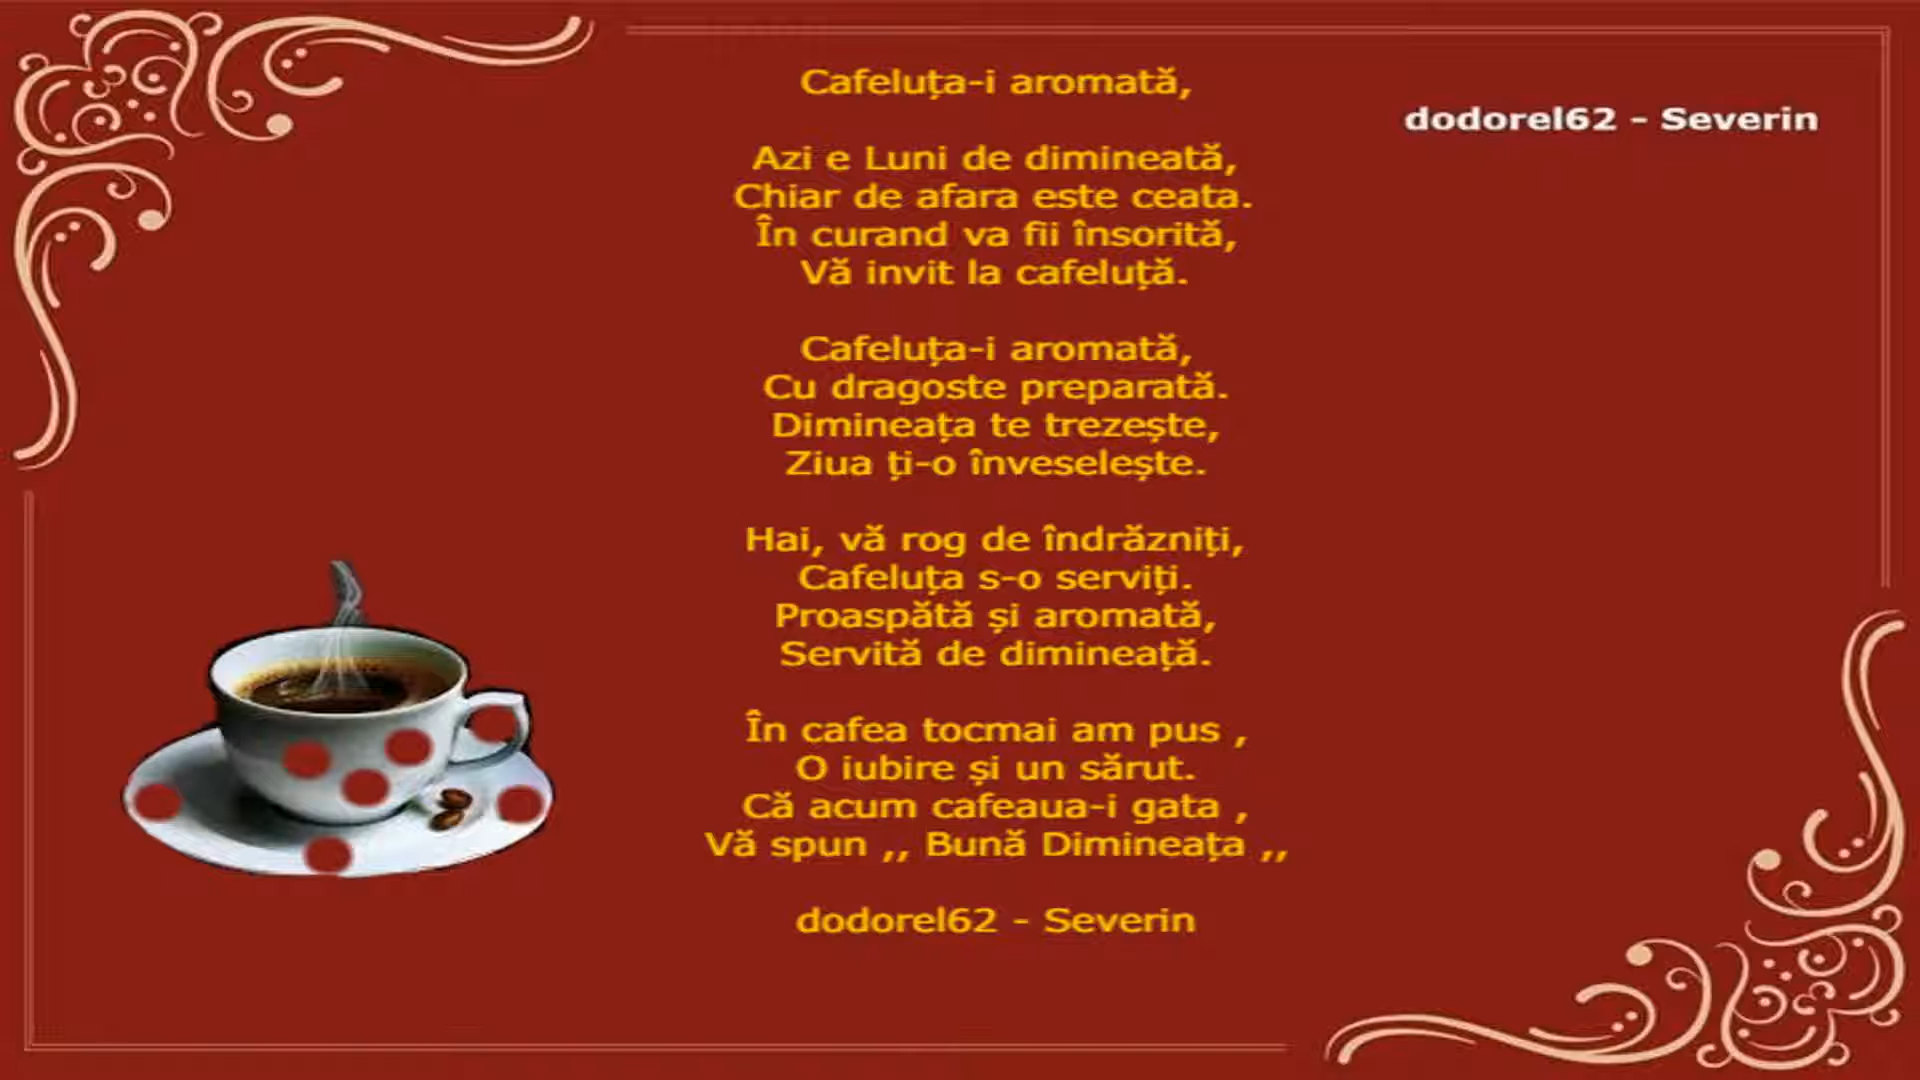 Cafeluța-i aromată,
dodorel62 - Severin
Azi e Luni de dimineată,
Chiar de afara este ceata.
În curand va fii însorită,
Vă invit la cafeluță.
Cafeluța-i aromată,
Cu dragoste preparată.
Dimineața te trezește,
Ziua ți-o înveselește.
Hai, vă rog de îndrăzniți,
Cafeluța s-o serviți.
Proaspătă și aromată,
Servită de dimineață.
În cafea tocmai am pus ,
O iubire și un sărut.
Că acum cafeaua-i gata ,
Vă spun ,, Bună Dimineața ,,
dodorel62 - Severin